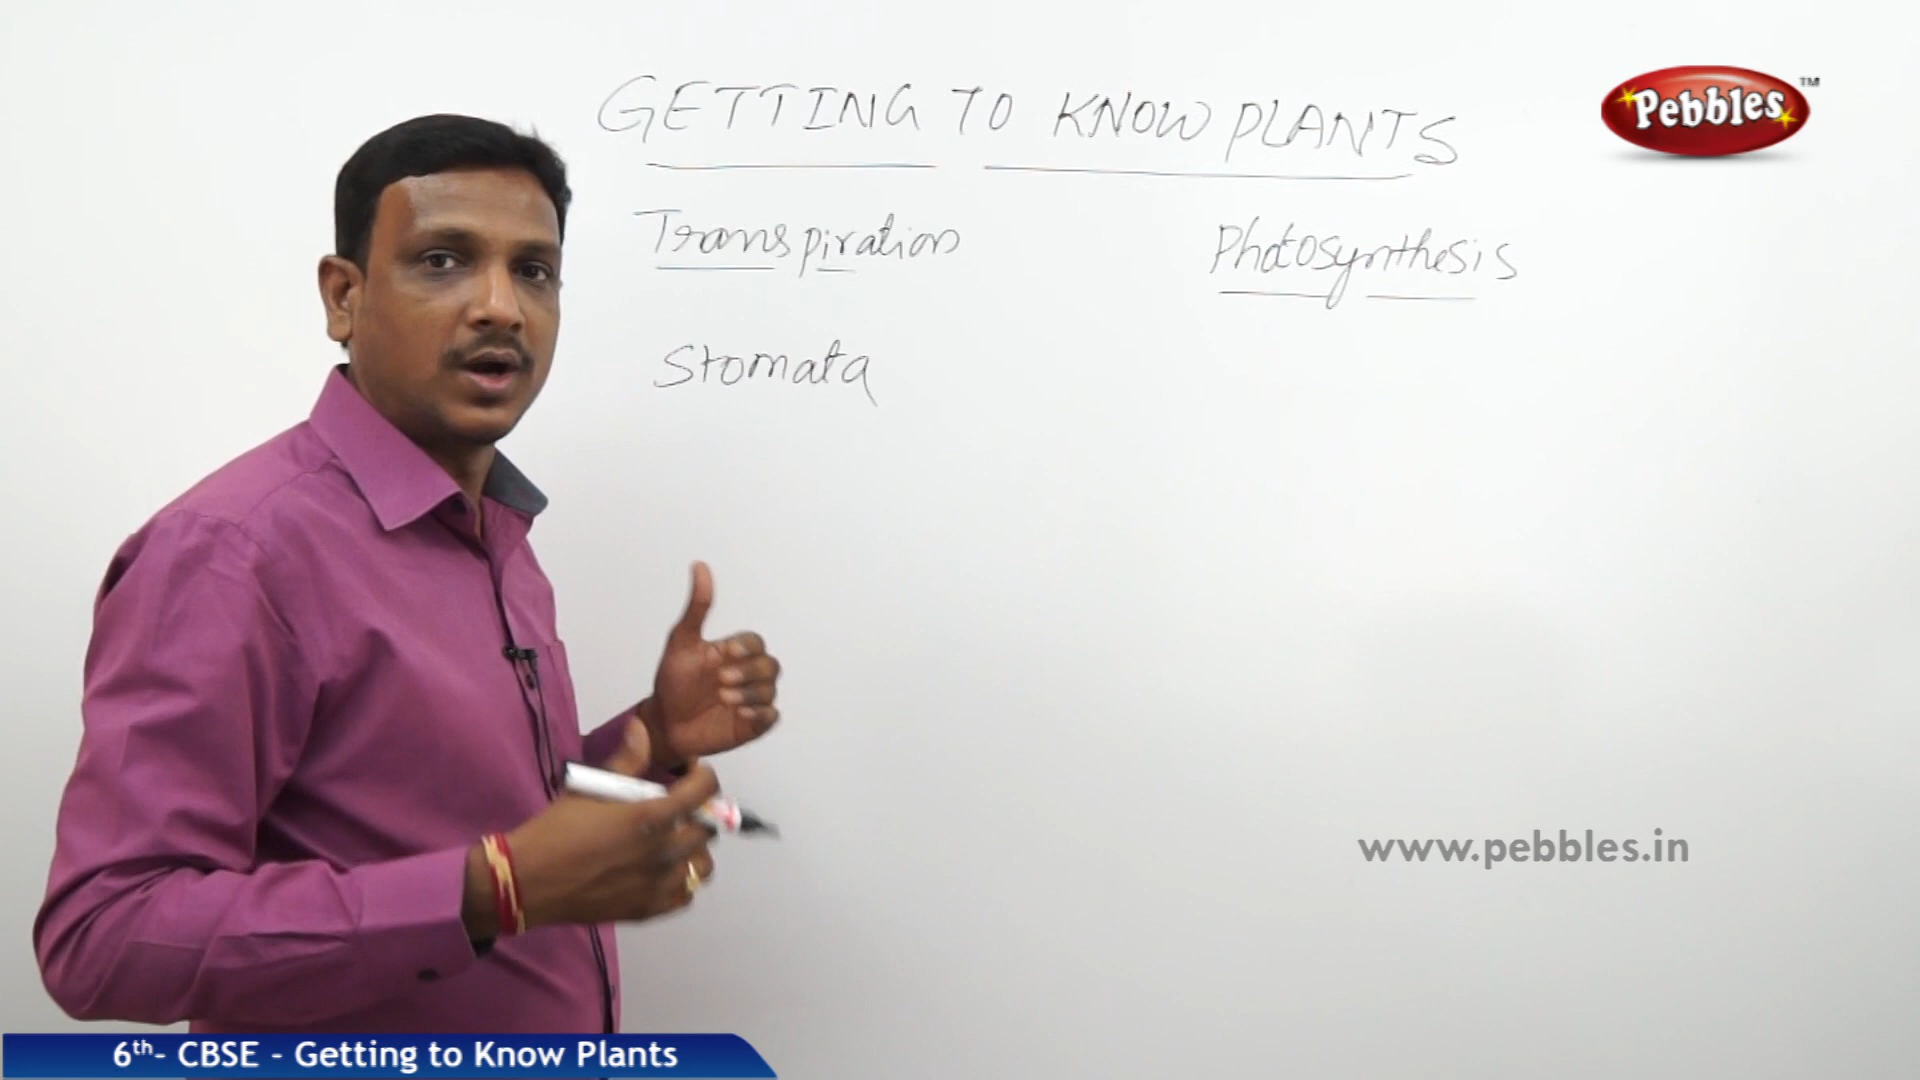 GETTING TO KNOW PLANTS
Pebbles™
Transpiration
Photosynthesis
Stomata
www.pebbles.in
6th- CBSE - Getting to Know Plants